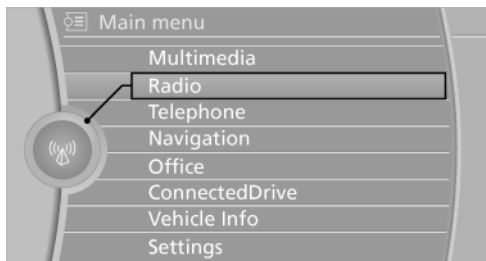 Main menu
Multimedia
Radio
Telephone
Navigation
Office
ConnectedDrive
Vehicle Info
Settings